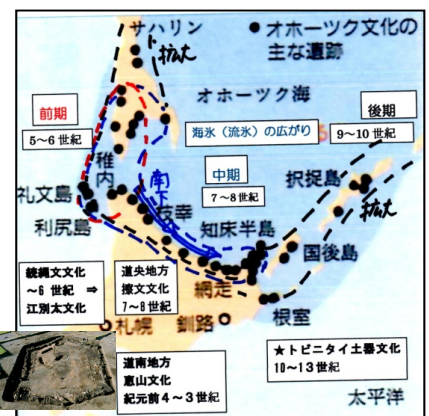 サハリン
拡大
●オホーツク文化の
主な遺跡
オホーツク海
前期
5～6 世紀
海氷（流氷）の広がり
後期
9～10 世紀
稚
内
南
下
中期
7～8世紀
枝幸
択捉島
拡大
礼文島
利尻島
知床半島
国後島
続縄文文化
～6 世紀 ⇒
江別太文化
道央地方
擦文文化
7～8世紀
網走
札幌
釧路
根室
道南地方
恵山文化
紀元前４～３世紀
★トビニタイ土器文化
10～13世紀
太平洋